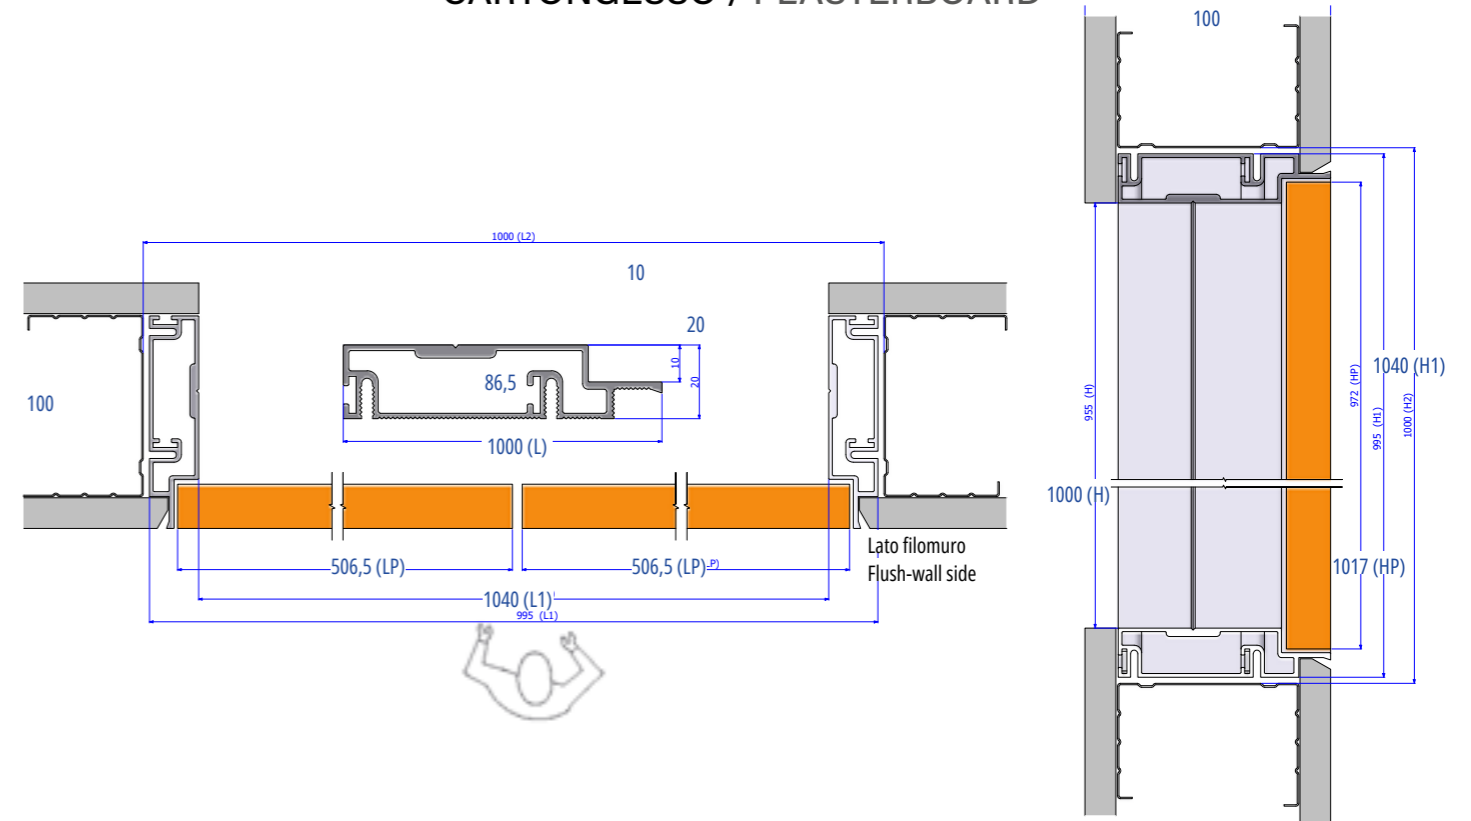 CARTONGESSO / PLASTERBOARD
100
1000 (L2)
10
20
10
20
86,5
100
1000 (L)
506,5 (LP)
506,5 (LP)
Lato filomuro
Flush-wall side
1040 (L1)
995 (L1)
955 (H)
1000 (H)
972 (HP)
1040 (H1)
995 (H1)
1000 (H2)
1017 (HP)